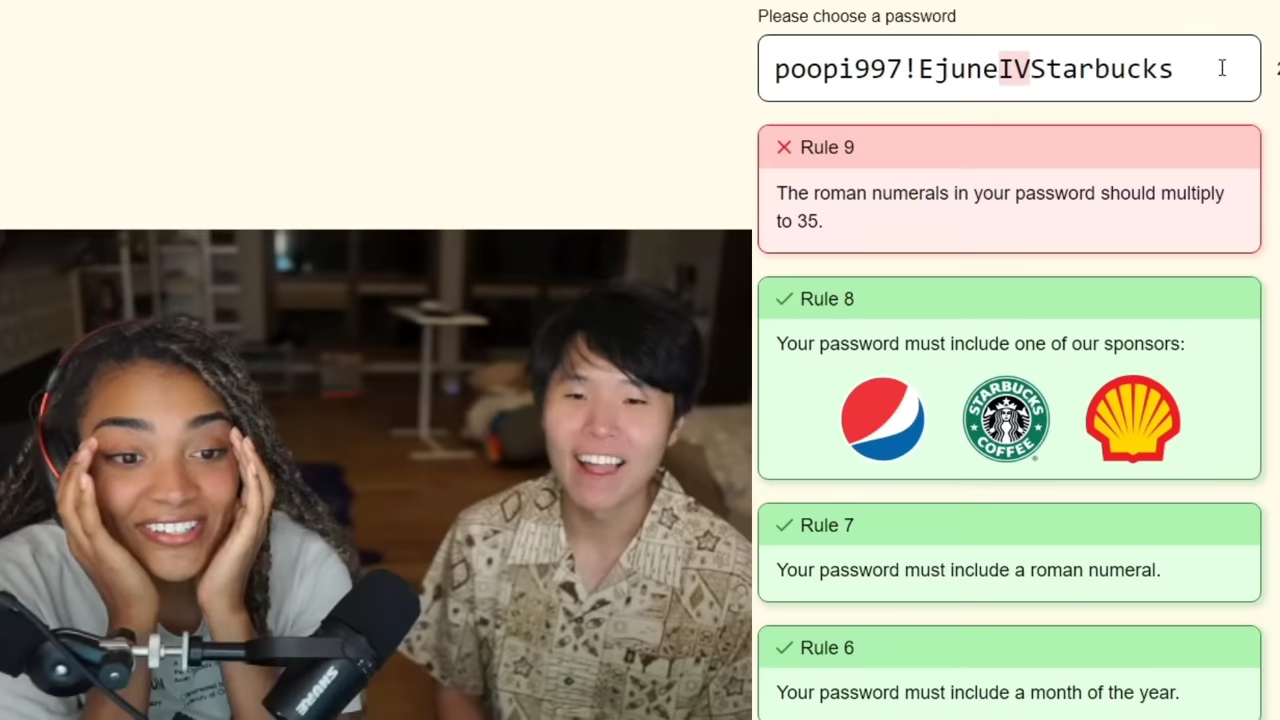 Please choose a password
poopi997!EjuneIVStarbucks
Rule 9
The roman numerals in your password should multiply
to 35.
Rule 8
Your password must include one of our sponsors:
STARBUCKS
COFFEE
Rule 7
Your password must include a roman numeral.
Rule 6
Your password must include a month of the year.
SHURE